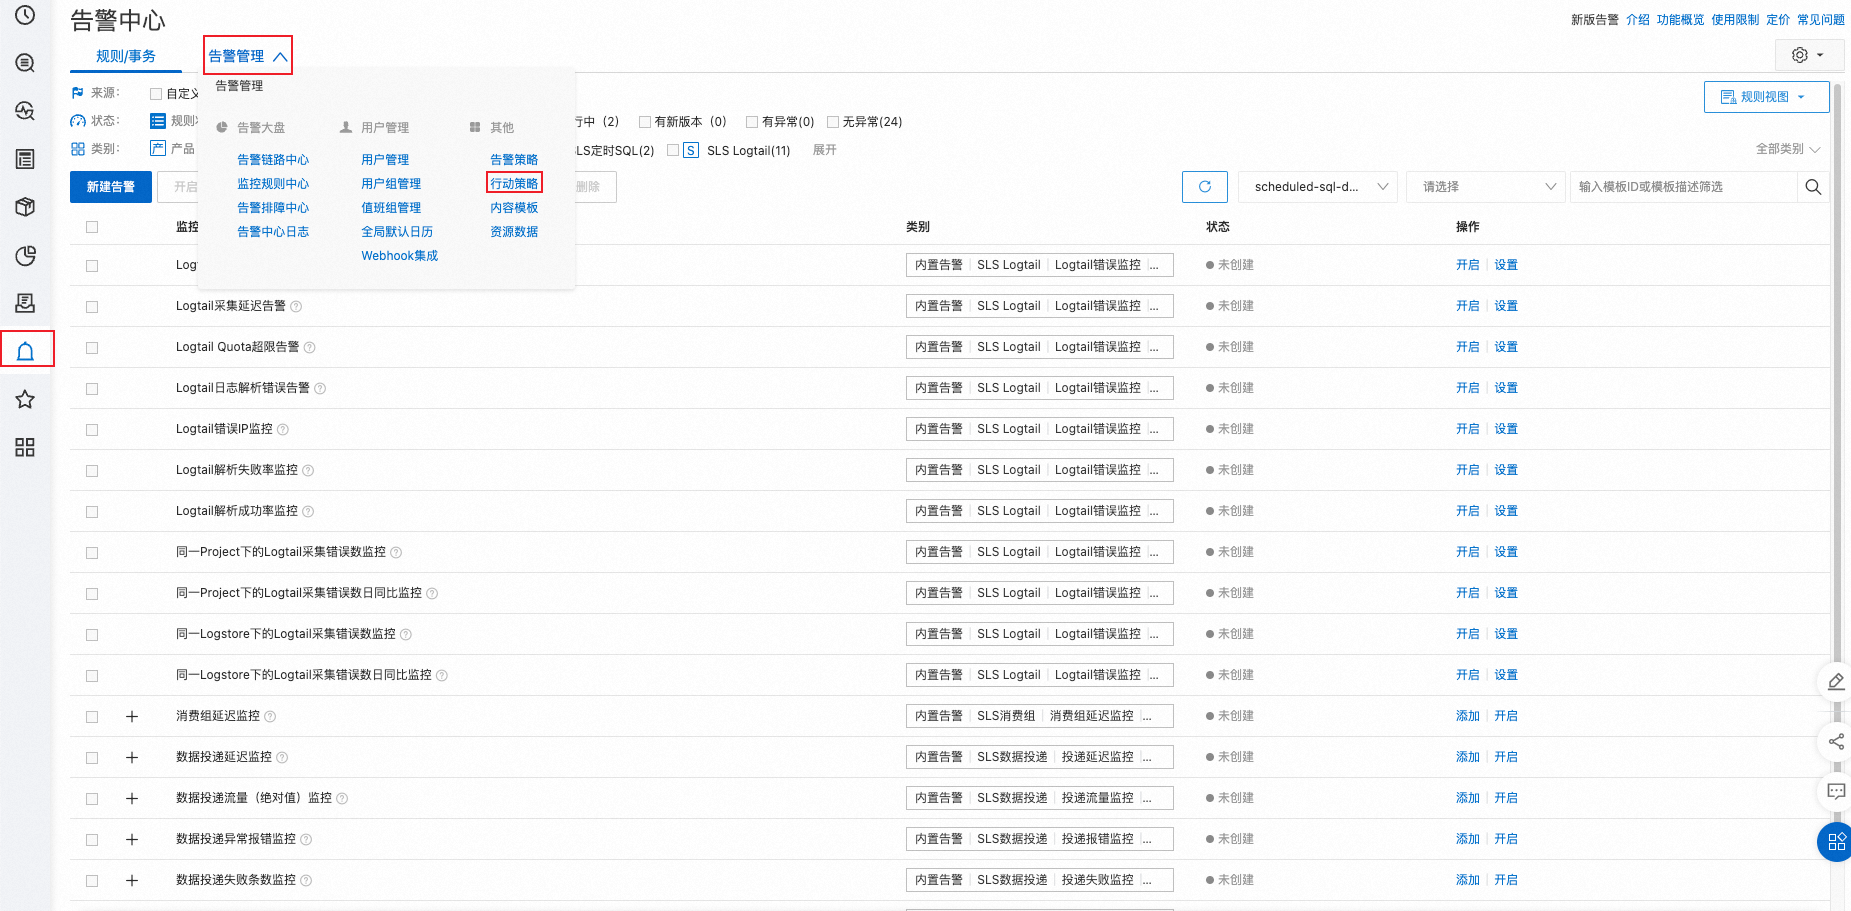 告警中心
新版告警 介绍 功能概览 使用限制 定价 常见问题
规则/事务 告警管理
告警管理
来源: 自定义
规则视图
状态: 规则 行中 (2) 有新版本 (0) 有异常(0) 无异常(24)
类别: 产 产品 SLS定时SQL(2) S SLS Logtail(11) 展开 全部类别
告警大盘 用户管理 其他
告警链路中心 用户管理 告警策略
监控规则中心 用户组管理 行动策略
告警排障中心 值班组管理 内容模板
告警中心日志 全局默认日历 资源数据
Webhook集成
新建告警 开启 删除 scheduled-sql-d... 请选择 输入模板ID或模板描述筛选
监控 类别 状态 操作
Logt 内置告警 SLS Logtail Logtail错误监控 ... 未创建 开启 设置
Logtail采集延迟告警 内置告警 SLS Logtail Logtail错误监控 ... 未创建 开启 设置
Logtail Quota超限告警 内置告警 SLS Logtail Logtail错误监控 ... 未创建 开启 设置
Logtail日志解析错误告警 内置告警 SLS Logtail Logtail错误监控 ... 未创建 开启 设置
Logtail错误IP监控 内置告警 SLS Logtail Logtail错误监控 ... 未创建 开启 设置
Logtail解析失败率监控 内置告警 SLS Logtail Logtail错误监控 ... 未创建 开启 设置
Logtail解析成功率监控 内置告警 SLS Logtail Logtail错误监控 ... 未创建 开启 设置
同一Project下的Logtail采集错误数监控 内置告警 SLS Logtail Logtail错误监控 ... 未创建 开启 设置
同一Project下的Logtail采集错误数日同比监控 内置告警 SLS Logtail Logtail错误监控 ... 未创建 开启 设置
同一Logstore下的Logtail采集错误数监控 内置告警 SLS Logtail Logtail错误监控 ... 未创建 开启 设置
同一Logstore下的Logtail采集错误数日同比监控 内置告警 SLS Logtail Logtail错误监控 ... 未创建 开启 设置
消费组延迟监控 内置告警 SLS消费组 消费组延迟监控 ... 未创建 添加 开启
数据投递延迟监控 内置告警 SLS数据投递 投递延迟监控 ... 未创建 添加 开启
数据投递流量（绝对值）监控 内置告警 SLS数据投递 投递流量监控 ... 未创建 添加 开启
数据投递异常报错监控 内置告警 SLS数据投递 投递报错监控 ... 未创建 添加 开启
数据投递失败条数监控 内置告警 SLS数据投递 投递失败监控 ... 未创建 添加 开启